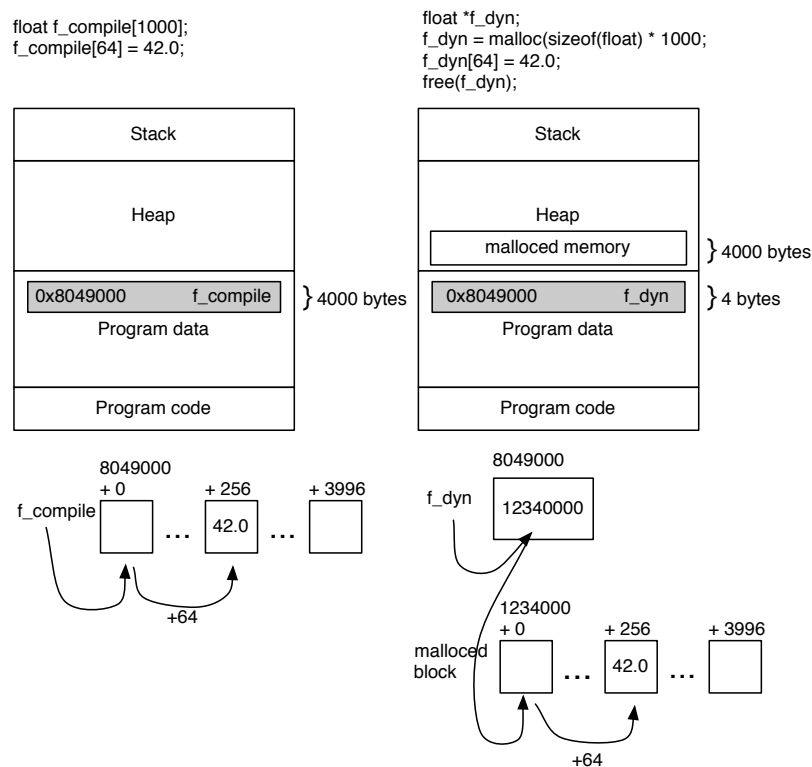 float f_compile[1000];
f_compile[64] = 42.0;
float *f_dyn;
f_dyn = malloc(sizeof(float) * 1000;
f_dyn[64] = 42.0;
free(f_dyn);
Stack
Heap
0x8049000 f_compile
} 4000 bytes
Program data
Program code
Stack
Heap
malloced memory
} 4000 bytes
0x8049000 f_dyn
} 4 bytes
Program data
Program code
8049000
+ 0 + 256 + 3996
f_compile
... 42.0 ...
+64
8049000
f_dyn
12340000
1234000
+ 0 + 256 + 3996
malloced
block
... 42.0 ...
+64